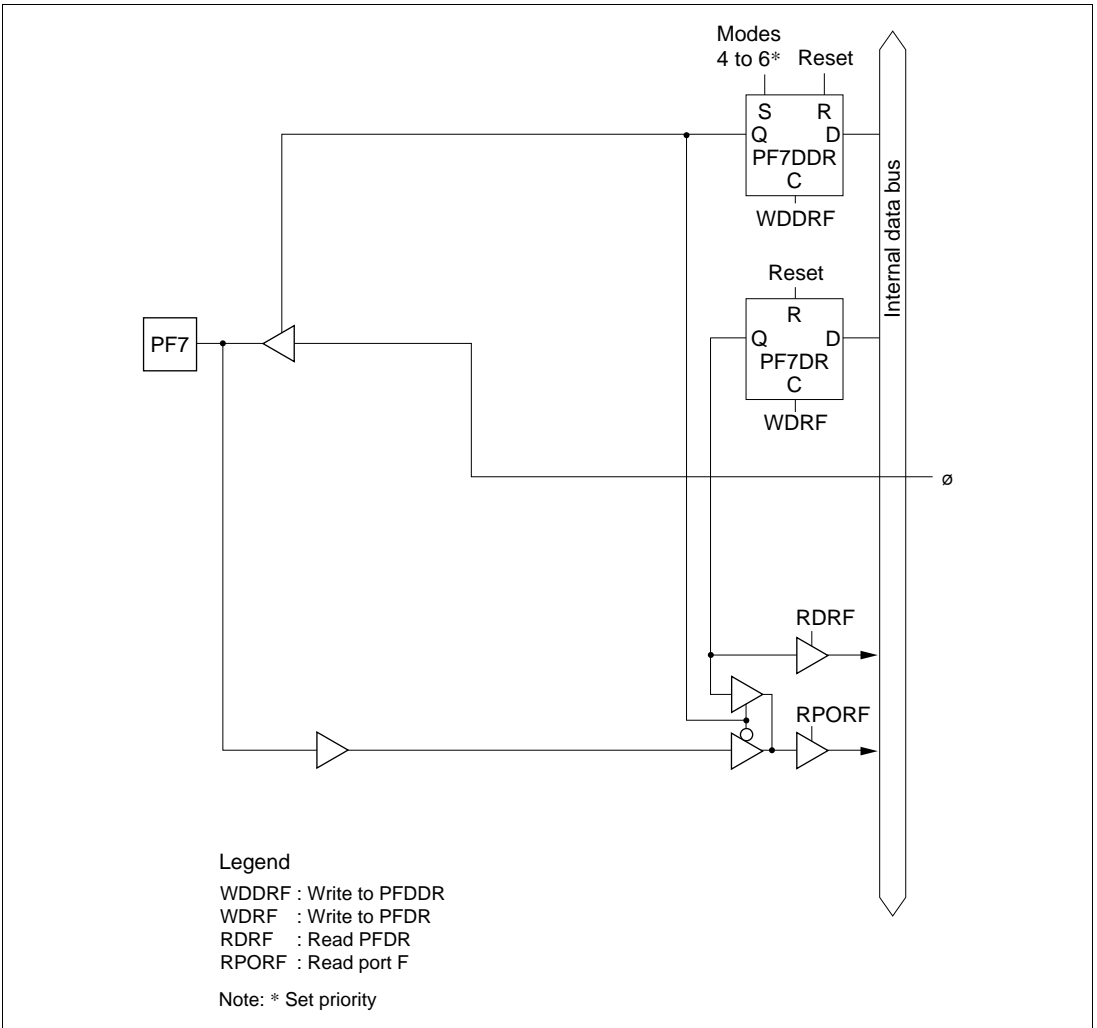 Modes
4 to 6* Reset
S R
Q D
PF7DDR
C
WDDRF
Internal data bus
Reset
R
Q D
PF7DR
C
WDRF
PF7
ø
RDRF
RPORF
Legend
WDDRF : Write to PFDDR
WDRF : Write to PFDR
RDRF : Read PFDR
RPORF : Read port F
Note: * Set priority